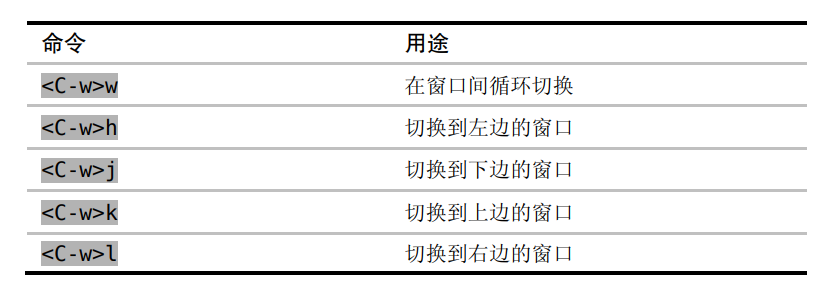 命令 用途
<C-w>w 在窗口间循环切换
<C-w>h 切换到左边的窗口
<C-w>j 切换到下边的窗口
<C-w>k 切换到上边的窗口
<C-w>l 切换到右边的窗口